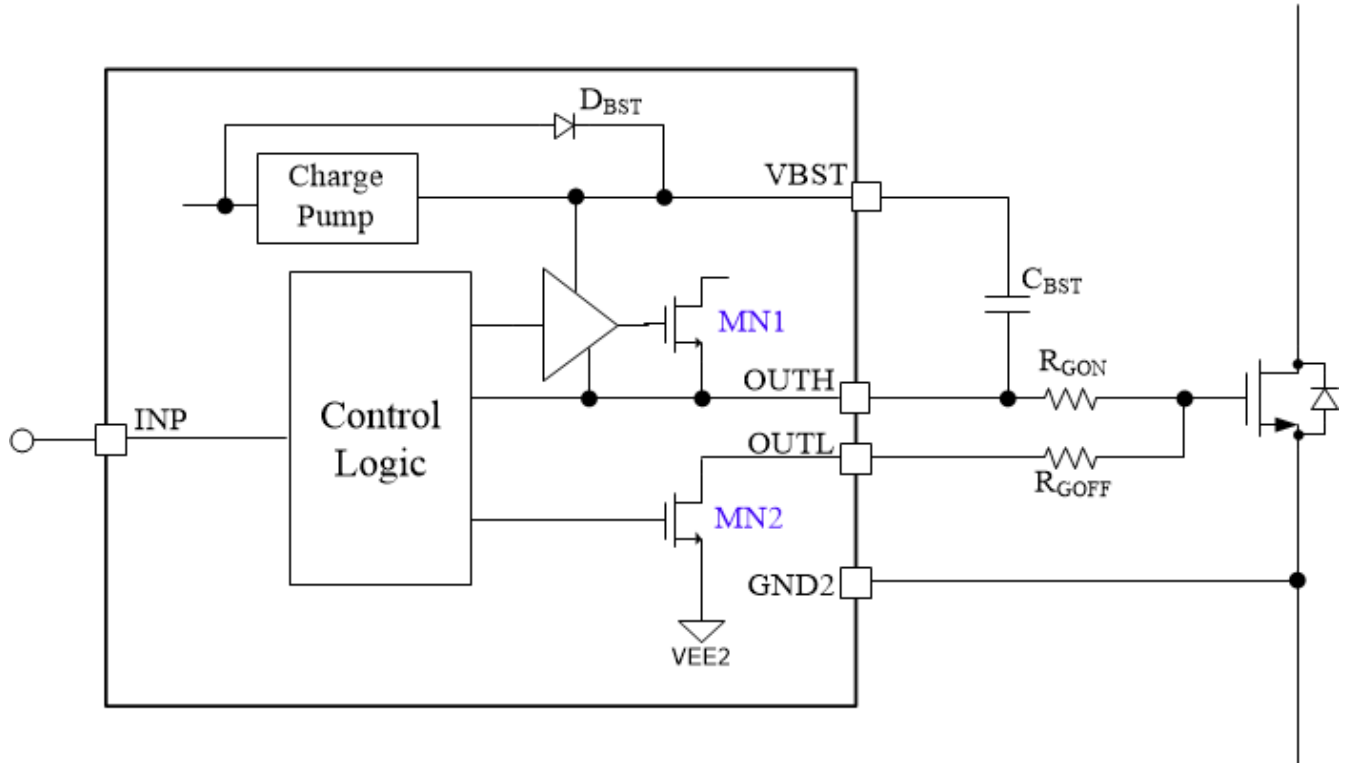 DBST
Charge
Pump
VBST
CBST
MN1
RGON
OUTH
INP
Control
Logic
OUTL
RGOFF
MN2
GND2
VEE2